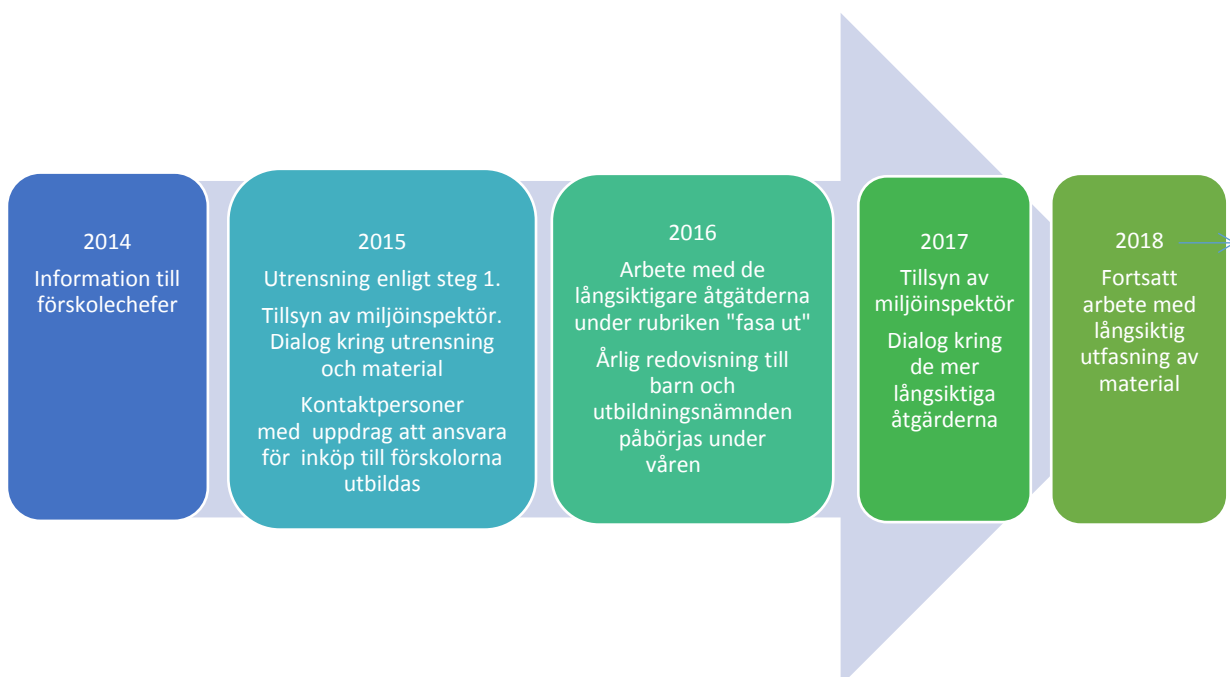 2014
Information till
förskolechefer
2015
Utrensning enligt steg 1.
Tillsyn av miljöinspektör.
Dialog kring utrensning
och material
Kontaktpersoner
med uppdrag att ansvara
för inköp till förskolorna
utbildas
2016
Arbete med de
långsiktigare åtgätderna
under rubriken "fasa ut"
Årlig redovisning till
barn och
utbildningsnämnden
påbörjas under
våren
2017
Tillsyn av
miljöinspektör
Dialog kring
de mer
långsiktiga
åtgärderna
2018
Fortsatt
arbete med
långsiktig
utfasning av
material